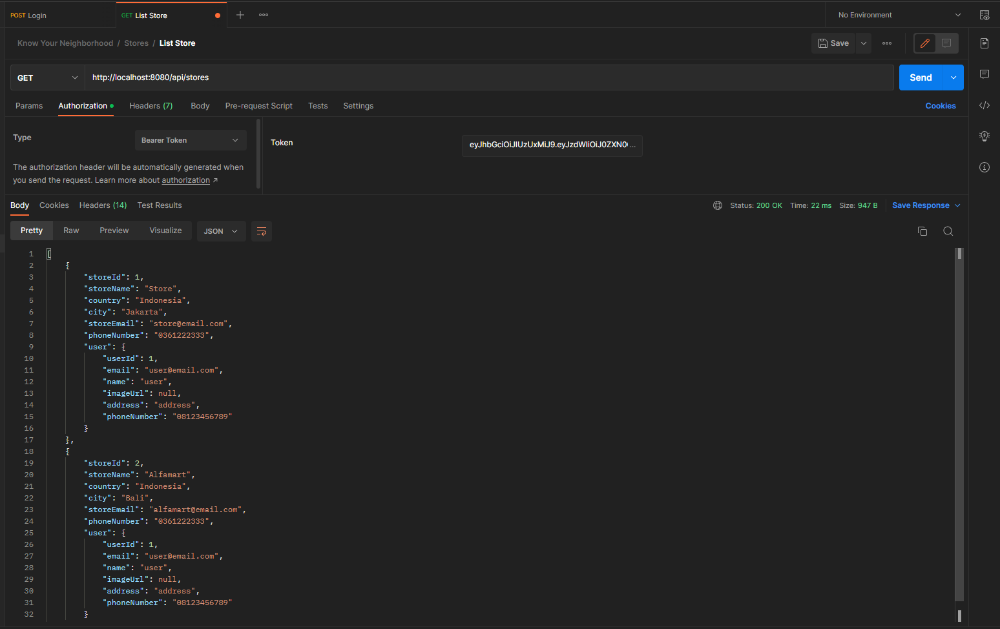 POST Login
GET List Store
No Environment
Know Your Neighborhood / Stores / List Store
Save
GET
http://localhost:8080/api/stores
Send
Params
Authorization
Headers (7)
Body
Pre-request Script
Tests
Settings
Cookies
Type
Bearer Token
The authorization header will be automatically generated when
you send the request. Learn more about authorization ↗
Token
eyJhbGciOiJIUzUxMiJ9.eyJzdWIiOiJ0ZXN0...
Body
Cookies
Headers (14)
Test Results
Status: 200 OK
Time: 22 ms
Size: 947 B
Save Response
Pretty
Raw
Preview
Visualize
JSON
1 [
2 {
3 "storeId": 1,
4 "storeName": "Store",
5 "country": "Indonesia",
6 "city": "Jakarta",
7 "storeEmail": "store@email.com",
8 "phoneNumber": "0361222333",
9 "user": {
10 "userId": 1,
11 "email": "user@email.com",
12 "name": "user",
13 "imageUrl": null,
14 "address": "address",
15 "phoneNumber": "08123456789"
16 }
17 },
18 {
19 "storeId": 2,
20 "storeName": "Alfamart",
21 "country": "Indonesia",
22 "city": "Bali",
23 "storeEmail": "alfamart@email.com",
24 "phoneNumber": "0361222333",
25 "user": {
26 "userId": 1,
27 "email": "user@email.com",
28 "name": "user",
29 "imageUrl": null,
30 "address": "address",
31 "phoneNumber": "08123456789"
32 }